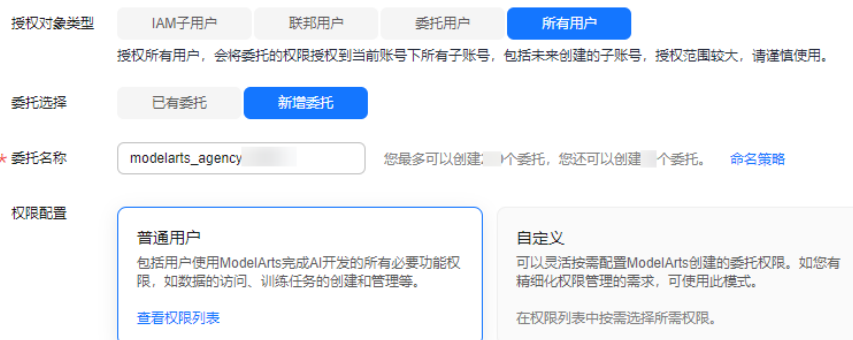 授权对象类型 IAM子用户 联邦用户 委托用户 所有用户
授权所有用户，会将委托的权限授权到当前账号下所有子账号，包括未来创建的子账号，授权范围较大，请谨慎使用。
委托选择 已有委托 新增委托
* 委托名称 modelarts_agency 您最多可以创建 个委托，您还可以创建 个委托。 命名策略
权限配置
普通用户
包括用户使用ModelArts完成AI开发的所有必要功能权
限，如数据的访问、训练任务的创建和管理等。
查看权限列表
自定义
可以灵活按需配置ModelArts创建的委托权限。如您有
精细化权限管理的需求，可使用此模式。
在权限列表中按需选择所需权限。